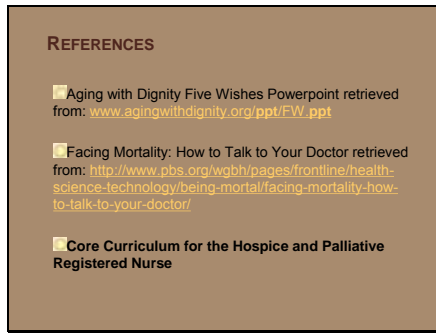 REFERENCES
Aging with Dignity Five Wishes Powerpoint retrieved
from: www.agingwithdignity.org/ppt/FW.ppt
Facing Mortality: How to Talk to Your Doctor retrieved
from: http://www.pbs.org/wgbh/pages/frontline/health-
science-technology/being-mortal/facing-mortality-how-
to-talk-to-your-doctor/
Core Curriculum for the Hospice and Palliative
Registered Nurse